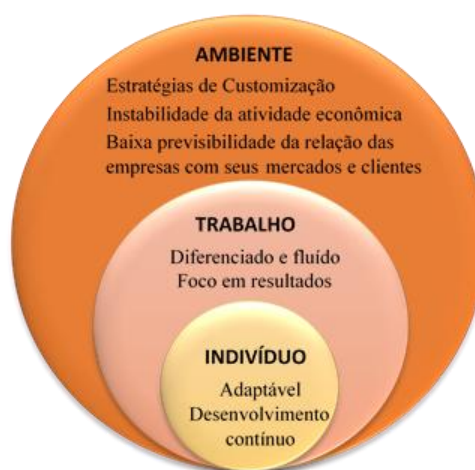 AMBIENTE
Estratégias de Customização
Instabilidade da atividade econômica
Baixa previsibilidade da relação das
empresas com seus mercados e clientes
TRABALHO
Diferenciado e fluído
Foco em resultados
INDIVÍDUO
Adaptável
Desenvolvimento
contínuo